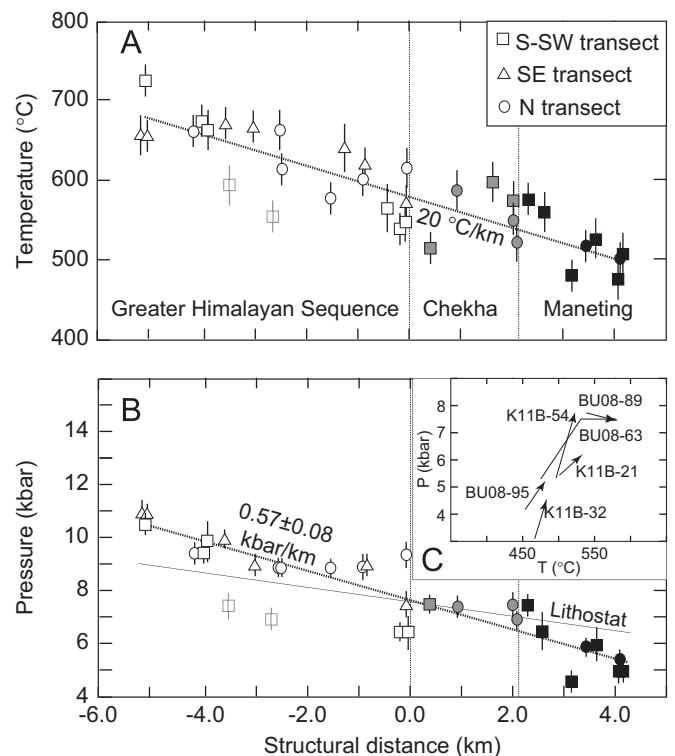 A
S-SW transect
SE transect
N transect
800
700
600
500
400
Temperature (°C)
20 °C/km
Greater Himalayan Sequence
Chekha
Maneting
B
14
12
10
8
6
4
Pressure (kbar)
0.57±0.08
kbar/km
Lithostat
C
8
7
6
5
4
P (kbar)
BU08-89
K11B-54
BU08-63
K11B-21
BU08-95
K11B-32
450
550
T (°C)
-6.0
-4.0
-2.0
0.0
2.0
4.0
Structural distance (km)